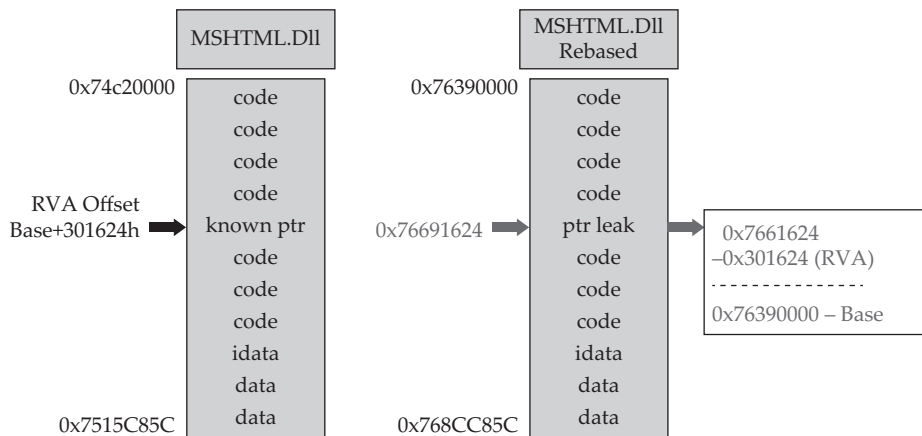 MSHTML.Dll
0x74c20000
code
code
code
code
RVA Offset
Base+301624h
known ptr
code
code
code
idata
data
data
0x7515C85C
MSHTML.Dll
Rebased
0x76390000
code
code
code
code
0x76691624
ptr leak
code
code
code
idata
data
data
0x768CC85C
0x7661624
–0x301624 (RVA)
0x76390000 – Base